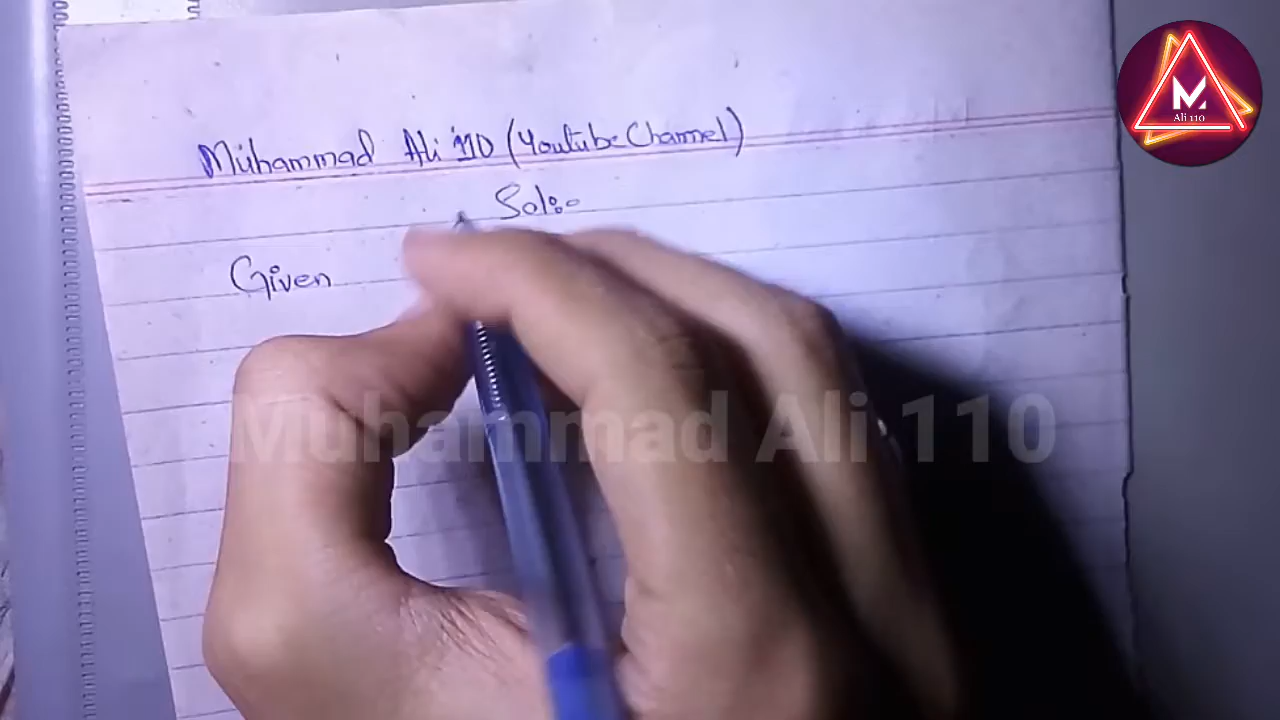 Muhammad Ali 110 (Youtube Channel)
Sol:-
Given
Muhammad Ali 110
M
Ali 110